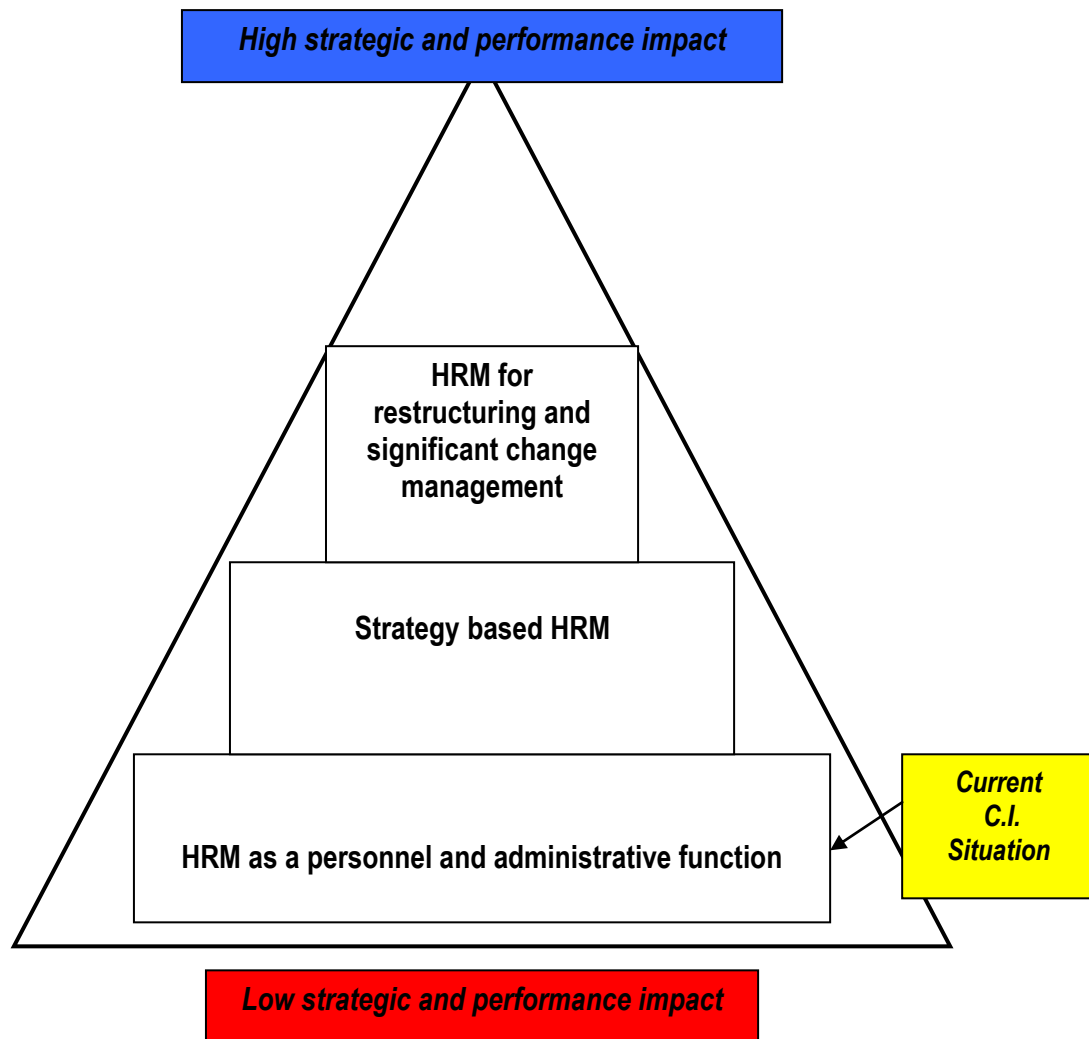 High strategic and performance impact
HRM for
restructuring and
significant change
management
Strategy based HRM
Current
C.I.
Situation
HRM as a personnel and administrative function
Low strategic and performance impact